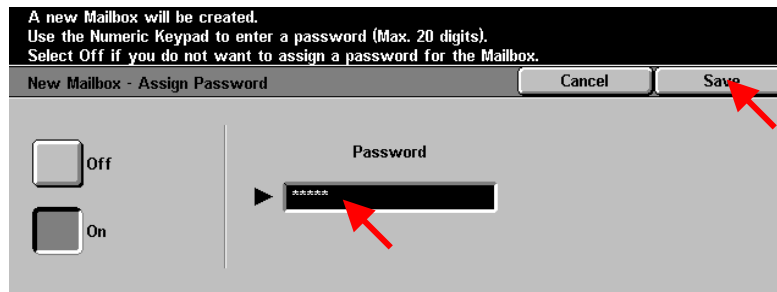 A new Mailbox will be created.
Use the Numeric Keypad to enter a password (Max. 20 digits).
Select Off if you do not want to assign a password for the Mailbox.
New Mailbox - Assign Password
Cancel
Save
Off
Password
*****
On